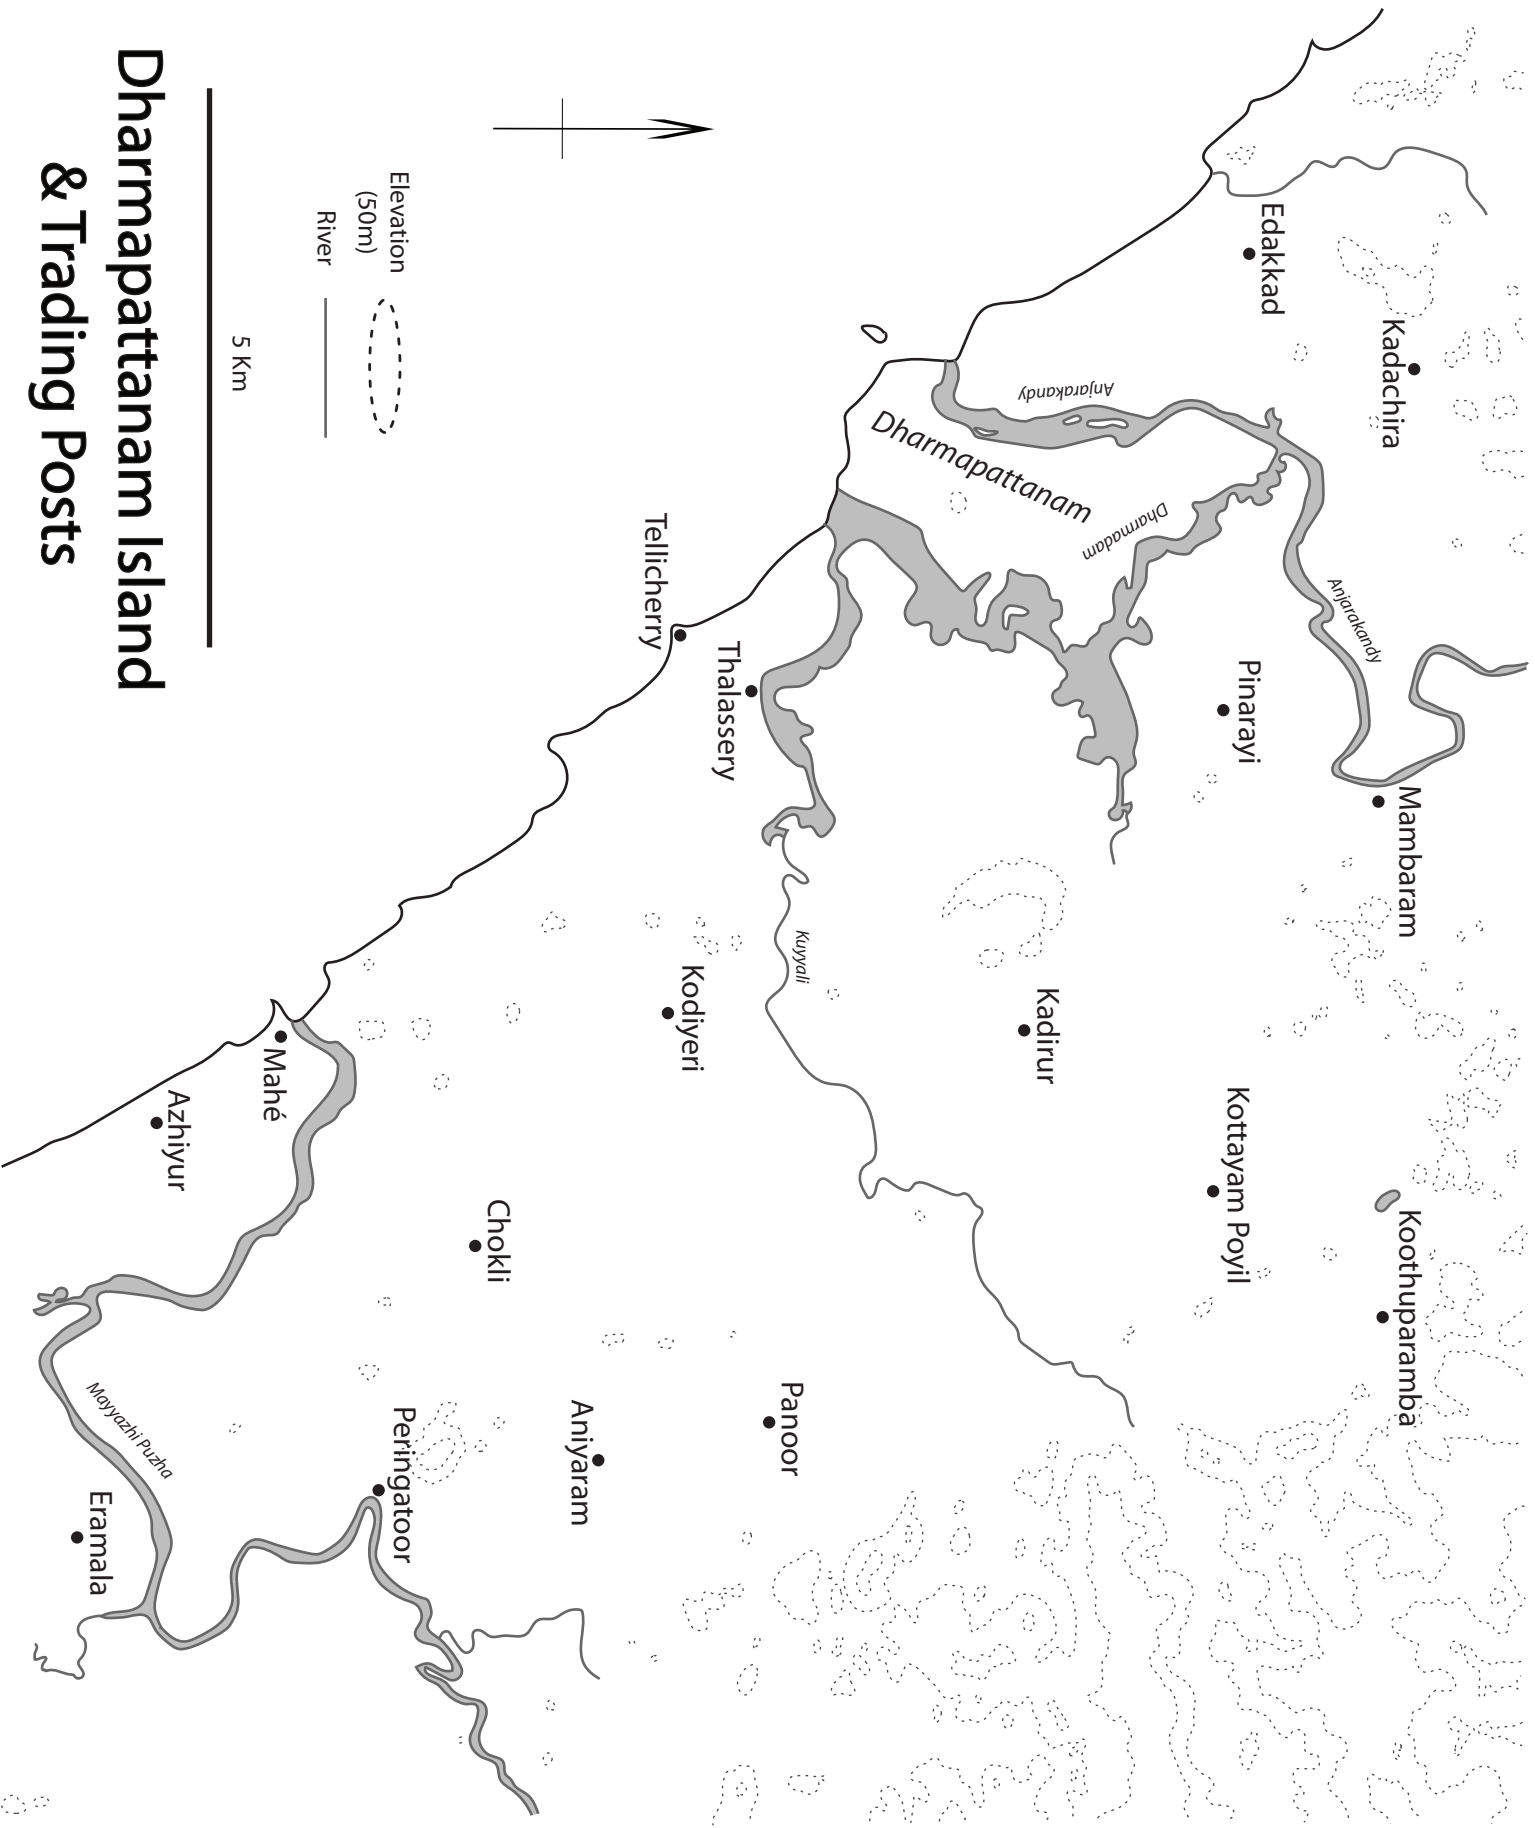 Edakkad
Kadachira
Anjarakandy
Dharmapattanam
Dharmadam
Anjarakandy
Pinarayi
Mambaram
Tellicherry
Thalassery
Kuyyali
Kodiyeri
Kadirur
Kottayam Poyil
Koothuparamba
Mahé
Azhiyur
Chokli
Panoor
Aniyaram
Peringatoor
Mayyazhi Puzha
Eramala
Elevation
(50m)
River
5 Km
Dharmapattanam Island
& Trading Posts